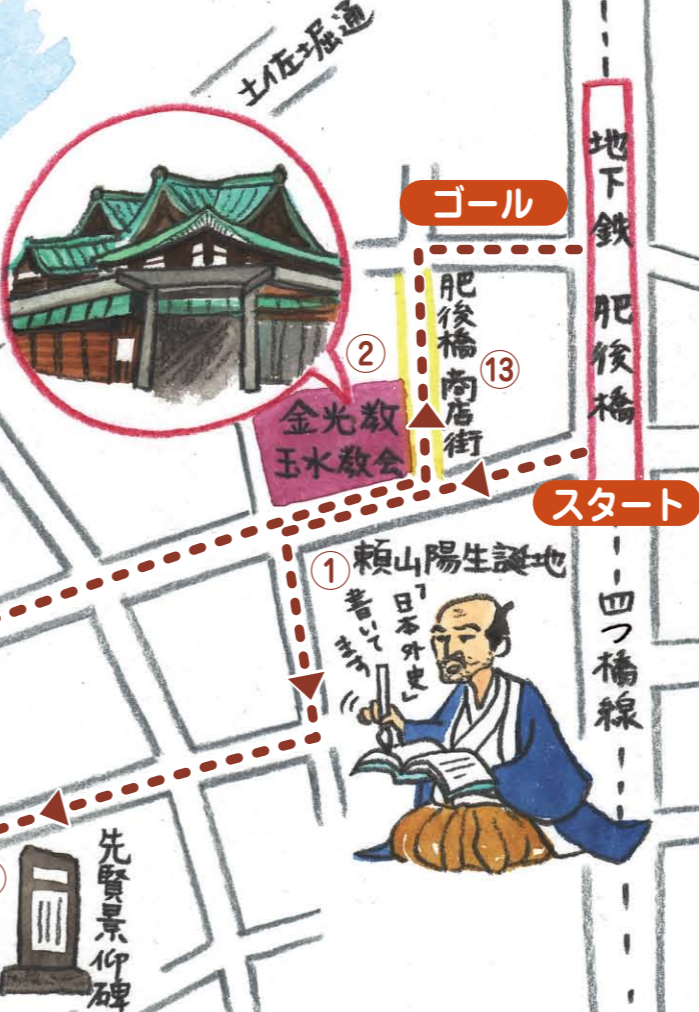 土佐堀通
ゴール
地下鉄 肥後橋
肥後橋 商店街
⑬
②
金光教
玉水教会
スタート
①
頼山陽生誕地
「日本外史」
書いて
ます
四つ橋線
先賢景仰碑